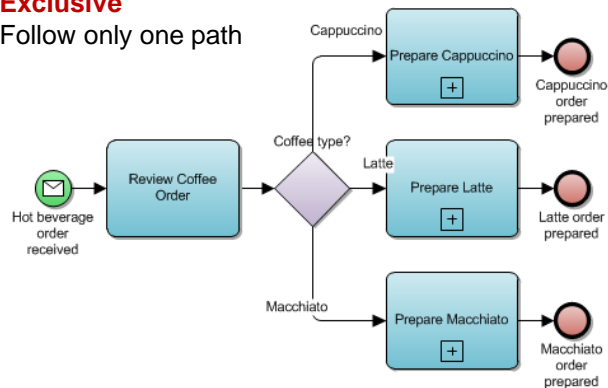 Exclusive
Follow only one path
Cappuccino
Prepare Cappuccino
Cappuccino
order
prepared
Coffee type?
Hot beverage
order
received
Review Coffee
Order
Latte
Prepare Latte
Latte order
prepared
Macchiato
Prepare Macchiato
Macchiato
order
prepared